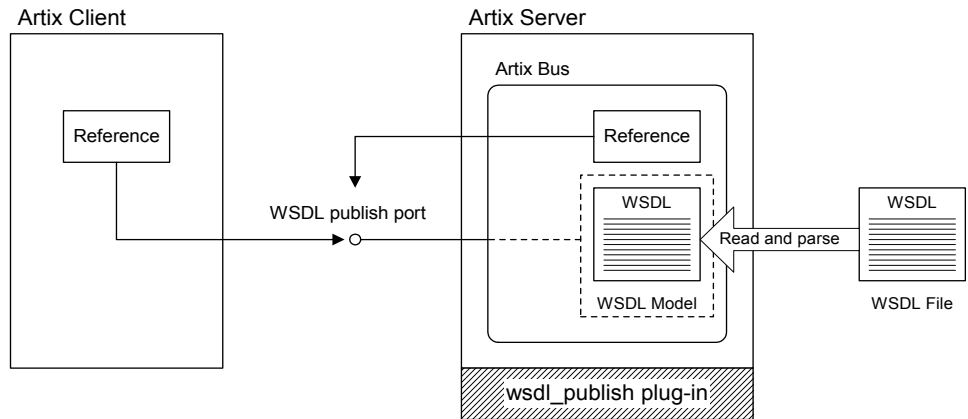 Artix Client
Artix Server
Artix Bus
Reference
Reference
WSDL publish port
WSDL
Read and parse
WSDL
WSDL Model
WSDL File
wsdl_publish plug-in